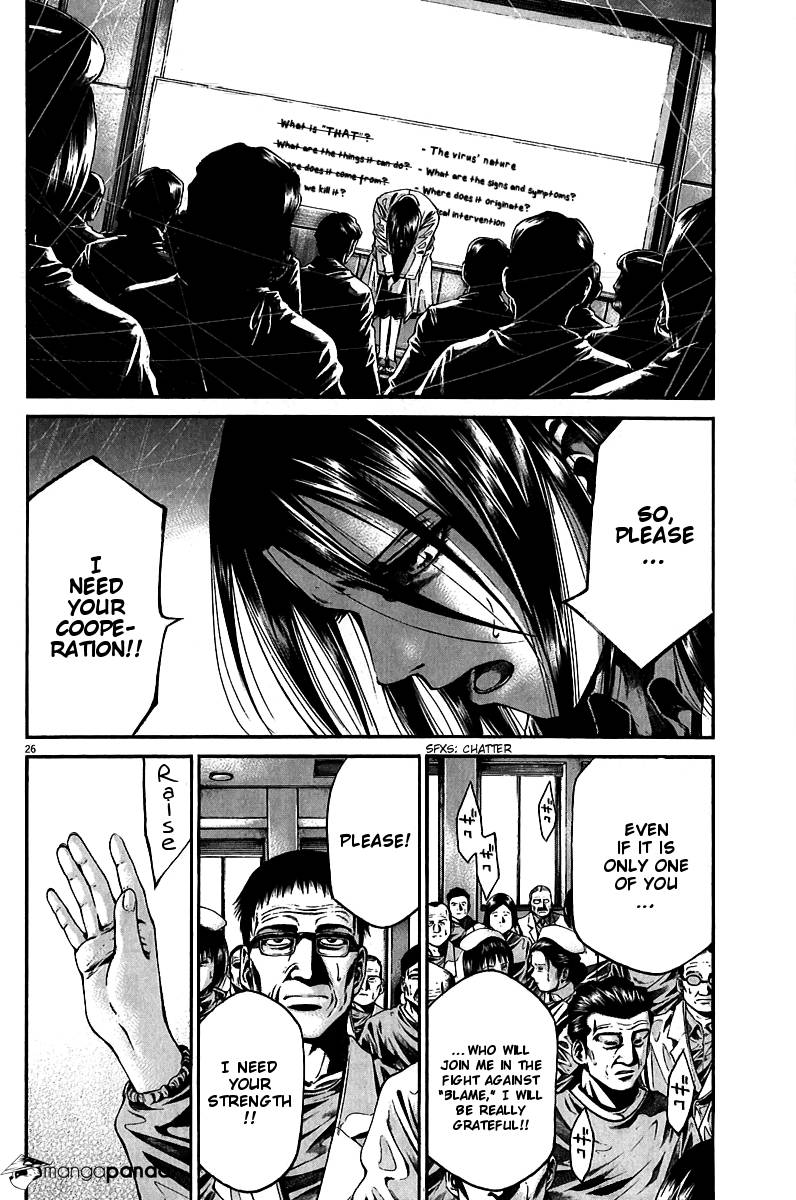 What is "THAT"?
What are the things it can do?
does it come from?
we kill it?
- The virus' nature
- What are the signs and symptoms?
- Where does it originate?
intervention
SO,
PLEASE
...
I
NEED
YOUR
COOPE-
RATION!!
26
SFXS: CHATTER
EVEN
IF IT IS
ONLY ONE
OF YOU
...
...WHO WILL
JOIN ME IN THE
FIGHT AGAINST
"BLAME," I WILL
BE REALLY
GRATEFUL!!
PLEASE!
I NEED
YOUR
STRENGTH
!!
Raise
mangapanda